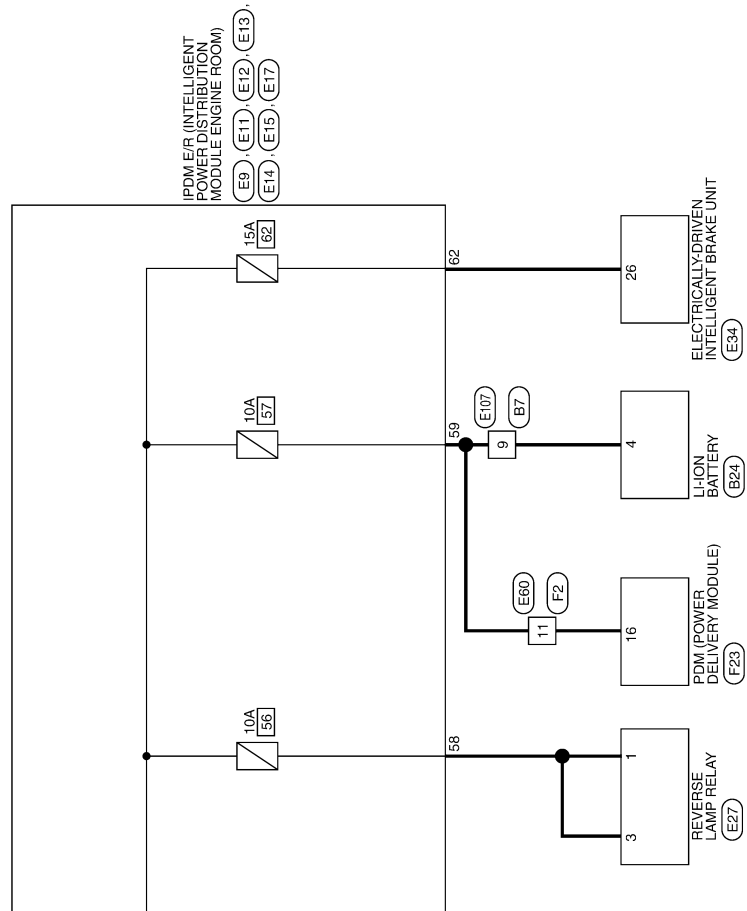 IPDM E/R (INTELLIGENT
POWER DISTRIBUTION
MODULE ENGINE ROOM)
E9 , E11 , E12 , E13 ,
E14 , E15 , E17
15A
62
62
26
ELECTRICALLY-DRIVEN
INTELLIGENT BRAKE UNIT
E34
10A
57
59
E107
9
B7
4
LI-ION
BATTERY
B24
E60
11
F2
16
PDM (POWER
DELIVERY MODULE)
F23
10A
56
58
1
3
REVERSE
LAMP RELAY
E27